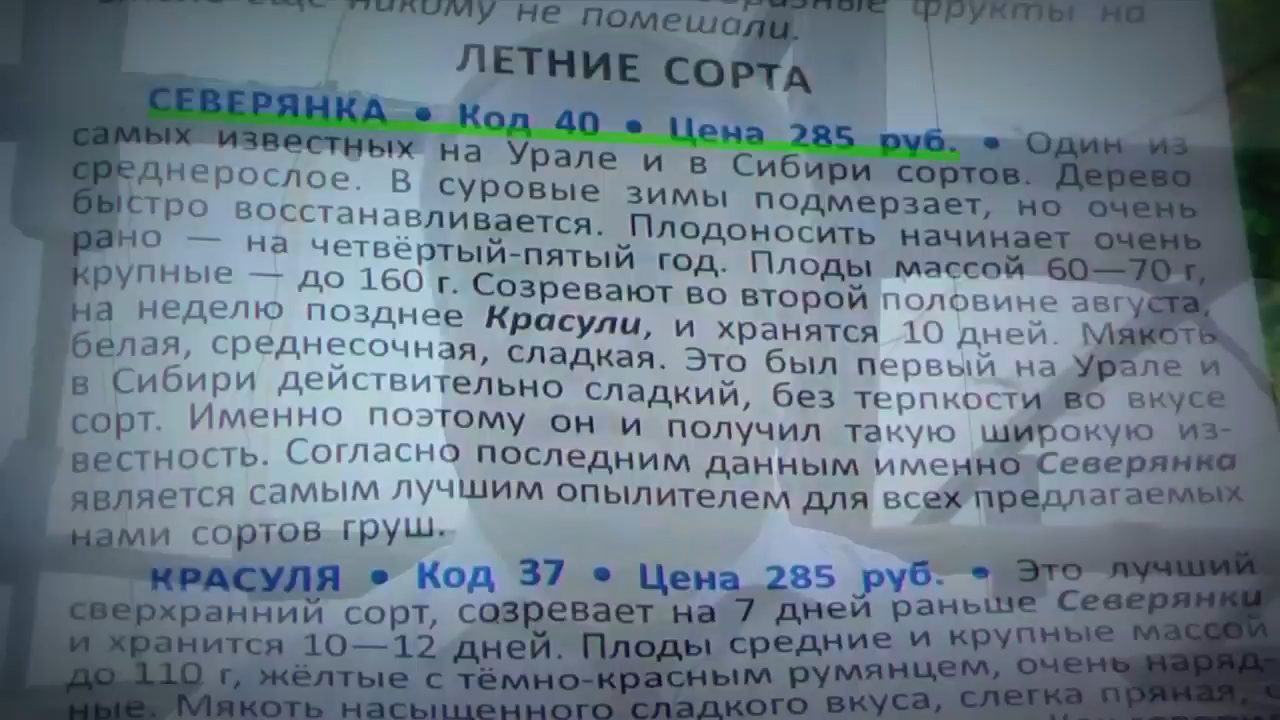 никому не помешали.
фрукты на
ЛЕТНИЕ СОРТА
СЕВЕРЯНКА • Код 40 • Цена 285 руб. • Один из
самых известных на Урале и в Сибири сортов. Дерево
среднерослое. В суровые зимы подмерзает, но очень
быстро восстанавливается. Плодоносить начинает очень
рано — на четвёртый-пятый год. Плоды массой 60—70 г,
крупные — до 160 г. Созревают во второй половине августа,
на неделю позднее Красули, и хранятся 10 дней. Мякоть
белая, среднесочная, сладкая. Это был первый на Урале и
в Сибири действительно сладкий, без терпкости во вкусе
сорт. Именно поэтому он и получил такую широкую из-
вестность. Согласно последним данным именно Северянка
является самым лучшим опылителем для всех предлагаемых
нами сортов груш.
КРАСУЛЯ • Код 37 • Цена 285 руб. • Это лучший
сверхранний сорт, созревает на 7 дней раньше Северянки
и хранится 10—12 дней. Плоды средние и крупные массой
до 110 г, жёлтые с тёмно-красным румянцем, очень наряд-
ные. Мякоть насыщенного сладкого вкуса, слегка пряная,